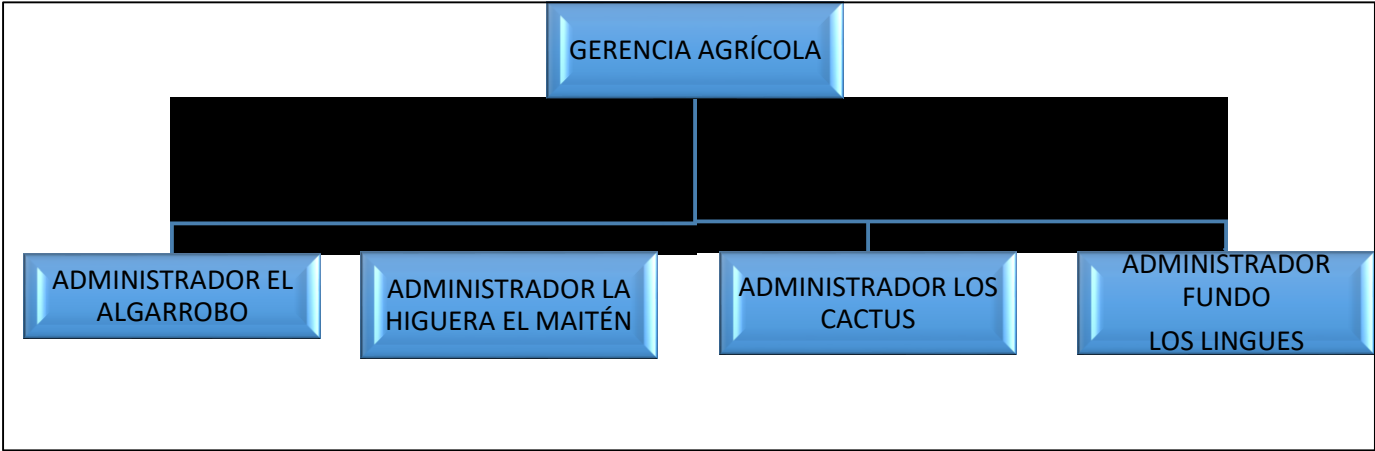 GERENCIA AGRÍCOLA
ADMINISTRADOR EL
ALGARROBO
ADMINISTRADOR LA
HIGUERA EL MAITÉN
ADMINISTRADOR LOS
CACTUS
ADMINISTRADOR
FUNDO
LOS LINGUES